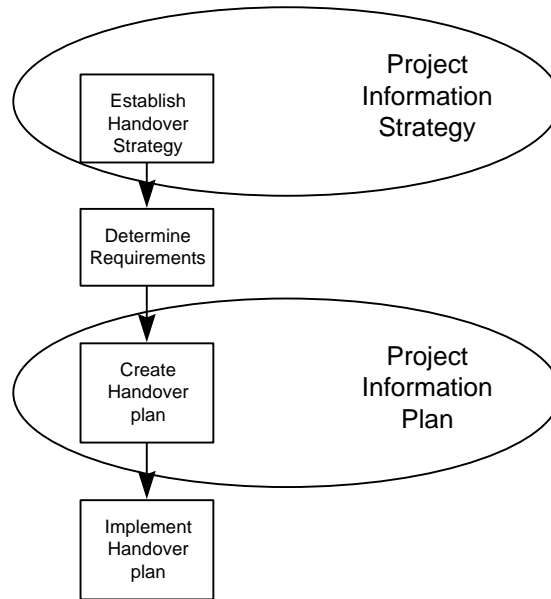 Establish
Handover
Strategy
Project
Information
Strategy
Determine
Requirements
Create
Handover
plan
Project
Information
Plan
Implement
Handover
plan